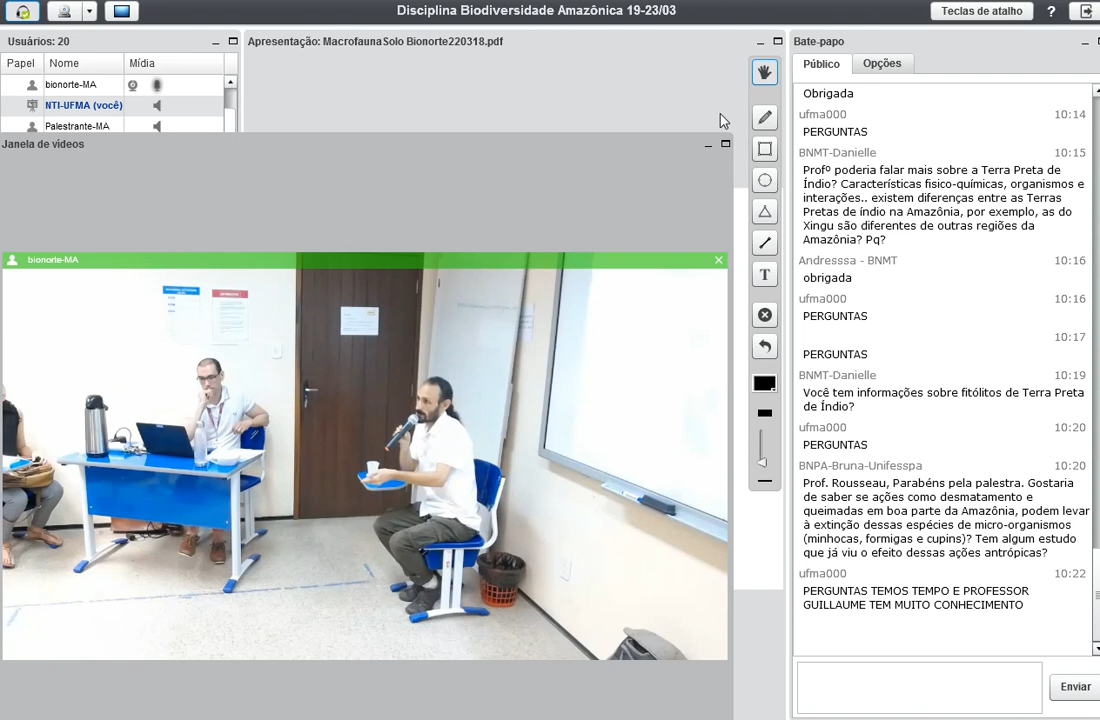 Disciplina Biodiversidade Amazônica 19-23/03
Teclas de atalho
?
Usuários: 20
Papel Nome Mídia
bionorte-MA
NTI-UFMA (você)
Palestrante-MA
Apresentação: MacrofaunaSolo Bionorte220318.pdf
Janela de vídeos
bionorte-MA
T
Bate-papo
Público Opções
Obrigada
ufma000 10:14
PERGUNTAS
BNMT-Danielle 10:15
Profº poderia falar mais sobre a Terra Preta de
Índio? Características fisico-químicas, organismos e
interações.. existem diferenças entre as Terras
Pretas de índio na Amazônia, por exemplo, as do
Xingu são diferentes de outras regiões da
Amazônia? Pq?
Andresssa - BNMT 10:16
obrigada
ufma000 10:16
PERGUNTAS
10:17
PERGUNTAS
BNMT-Danielle 10:19
Você tem informações sobre fitólitos de Terra Preta
de Índio?
ufma000 10:20
PERGUNTAS
BNPA-Bruna-Unifesspa 10:20
Prof. Rousseau, Parabéns pela palestra. Gostaria
de saber se ações como desmatamento e
queimadas em boa parte da Amazônia, podem levar
à extinção dessas espécies de micro-organismos
(minhocas, formigas e cupins)? Tem algum estudo
que já viu o efeito dessas ações antrópicas?
ufma000 10:22
PERGUNTAS TEMOS TEMPO E PROFESSOR
GUILLAUME TEM MUITO CONHECIMENTO
Enviar